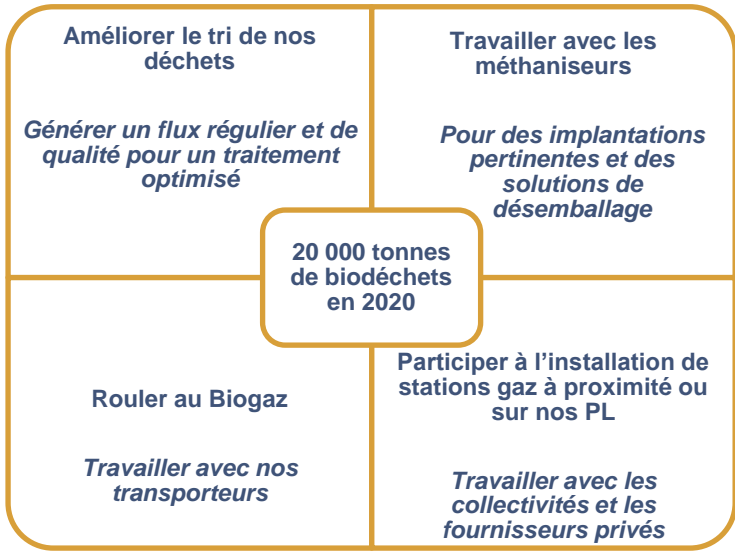 Améliorer le tri de nos
déchets
Générer un flux régulier et de
qualité pour un traitement
optimisé
Travailler avec les
méthaniseurs
Pour des implantations
pertinentes et des
solutions de
désemballage
20 000 tonnes
de biodéchets
en 2020
Rouler au Biogaz
Travailler avec nos
transporteurs
Participer à l’installation de
stations gaz à proximité ou
sur nos PL
Travailler avec les
collectivités et les
fournisseurs privés